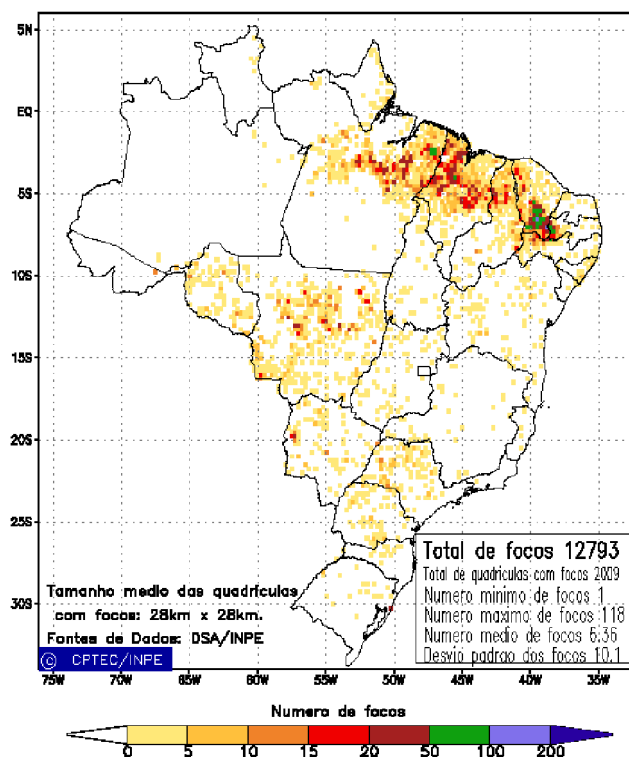 5N
EQ
5S
10S
15S
20S
25S
30S
75W 70W 65W 60W 55W 50W 45W 40W 35W
Total de focos 12793
Total de quadrículas com focos 2009
Numero mínimo de focos 1
Numero maximo de focos 118
Numero medio de focos 6.36
Desvio padrao dos focos 10.1
Tamanho medio das quadrículas
com focos: 28km x 28km.
Fontes de Dados: DSA/INPE
© CPTEC/INPE
Numero de focos
0 5 10 15 20 50 100 200